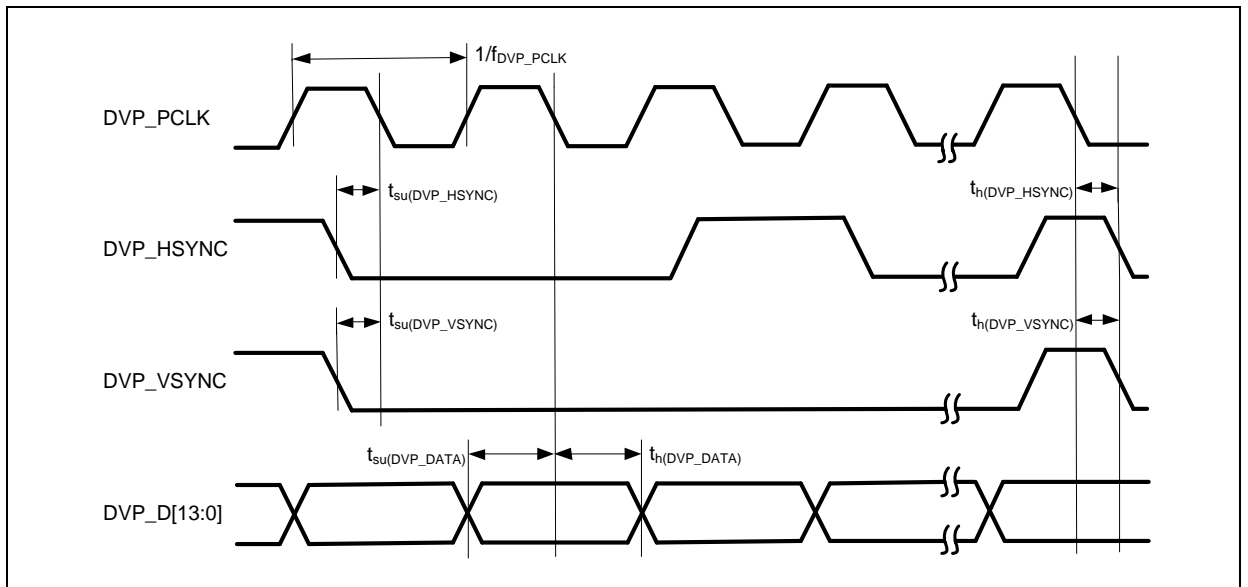 1/fDVP_PCLK
DVP_PCLK
tsu(DVP_HSYNC)
th(DVP_HSYNC)
DVP_HSYNC
tsu(DVP_VSYNC)
th(DVP_VSYNC)
DVP_VSYNC
tsu(DVP_DATA)
th(DVP_DATA)
DVP_D[13:0]